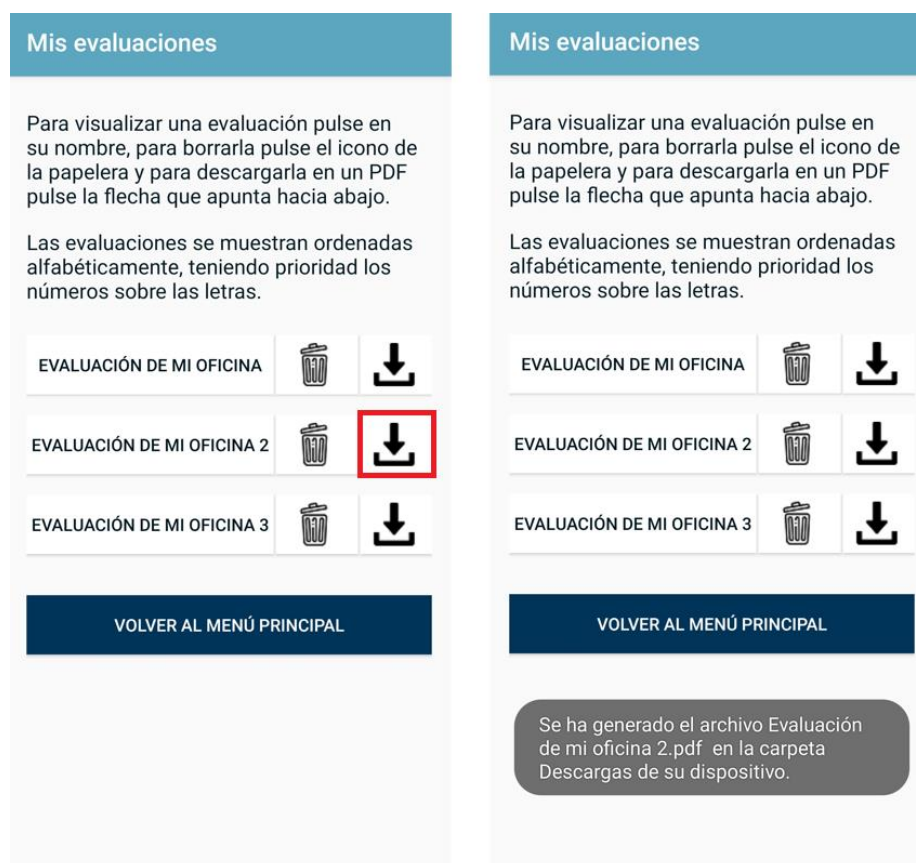 Mis evaluaciones
Para visualizar una evaluación pulse en
su nombre, para borrarla pulse el icono de
la papelera y para descargarla en un PDF
pulse la flecha que apunta hacia abajo.
Las evaluaciones se muestran ordenadas
alfabéticamente, teniendo prioridad los
números sobre las letras.
EVALUACIÓN DE MI OFICINA
EVALUACIÓN DE MI OFICINA 2
EVALUACIÓN DE MI OFICINA 3
VOLVER AL MENÚ PRINCIPAL
Mis evaluaciones
Para visualizar una evaluación pulse en
su nombre, para borrarla pulse el icono de
la papelera y para descargarla en un PDF
pulse la flecha que apunta hacia abajo.
Las evaluaciones se muestran ordenadas
alfabéticamente, teniendo prioridad los
números sobre las letras.
EVALUACIÓN DE MI OFICINA
EVALUACIÓN DE MI OFICINA 2
EVALUACIÓN DE MI OFICINA 3
VOLVER AL MENÚ PRINCIPAL
Se ha generado el archivo Evaluación
de mi oficina 2.pdf en la carpeta
Descargas de su dispositivo.